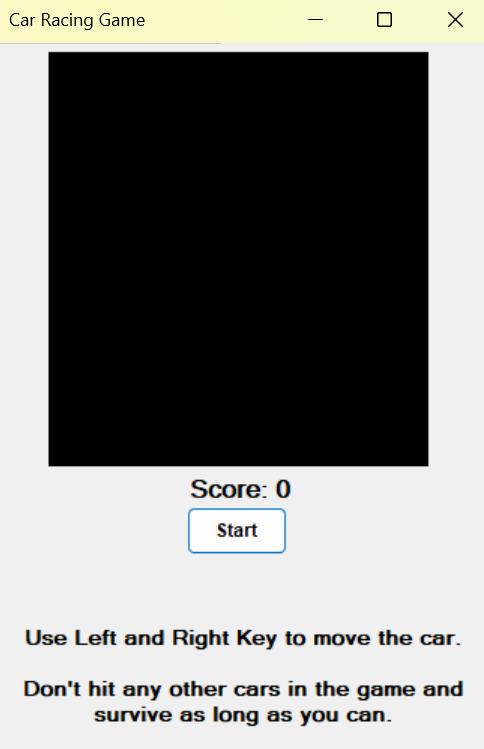 Car Racing Game
Score: 0
Start
Use Left and Right Key to move the car.
Don't hit any other cars in the game and
survive as long as you can.